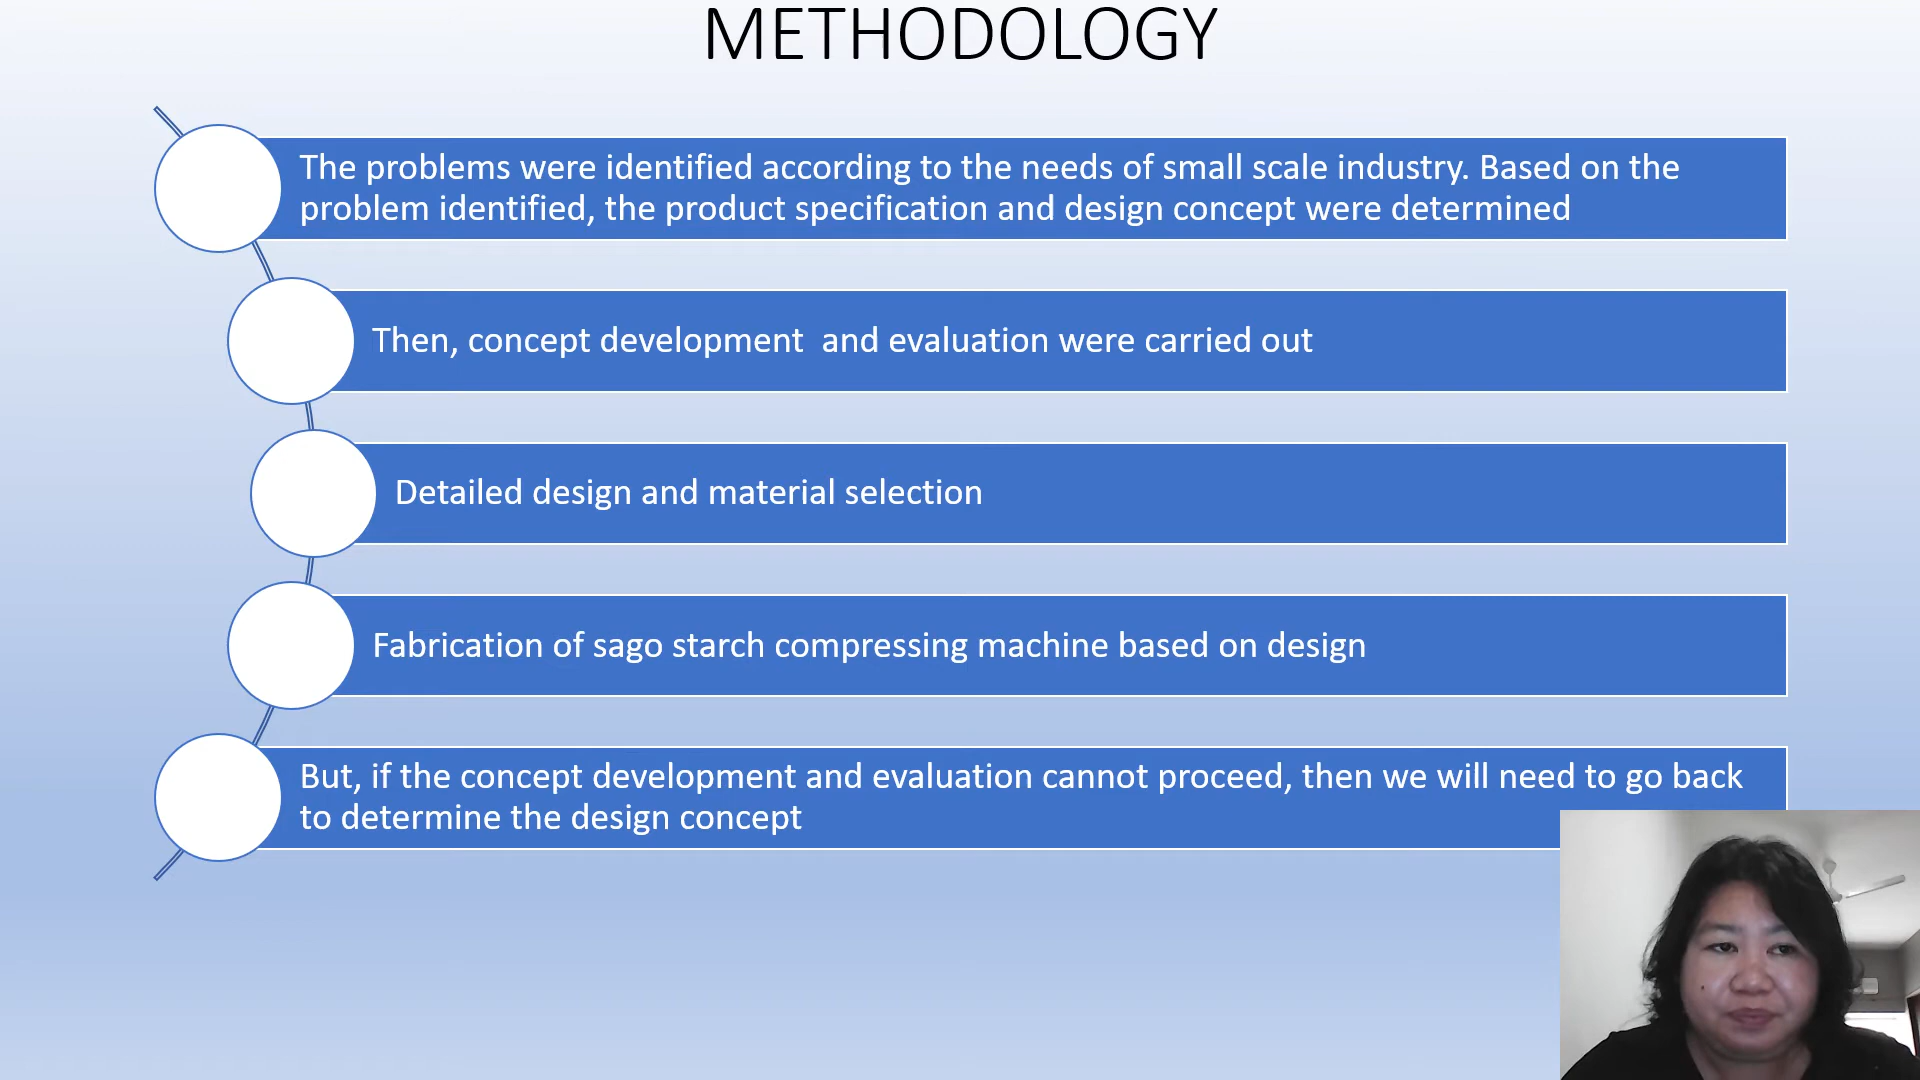 METHODOLOGY
The problems were identified according to the needs of small scale industry. Based on the
problem identified, the product specification and design concept were determined
Then, concept development  and evaluation were carried out
Detailed design and material selection
Fabrication of sago starch compressing machine based on design
But, if the concept development and evaluation cannot proceed, then we will need to go back
to determine the design concept